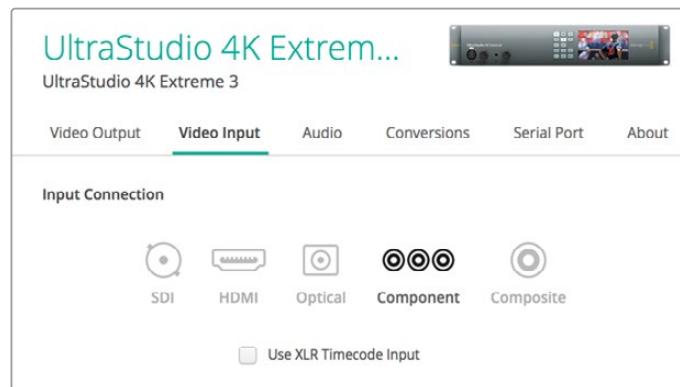 UltraStudio 4K Extrem...
UltraStudio 4K Extreme 3
Video Output Video Input Audio Conversions Serial Port About
Input Connection
SDI HDMI Optical Component Composite
Use XLR Timecode Input